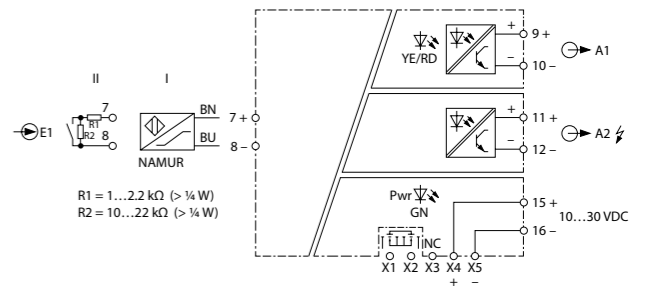 +
9 +
YE/RD
–
10 –
A1
II
I
+
11 +
7
BN
7 +
A2
E1
R1
R2
8
BU
8 –
–
12 –
NAMUR
R1 = 1…2.2 kΩ (> ¼ W)
R2 = 10…22 kΩ (> ¼ W)
Pwr
GN
15 +
10…30 VDC
16 –
NC
X1 X2 X3 X4 X5
+ –